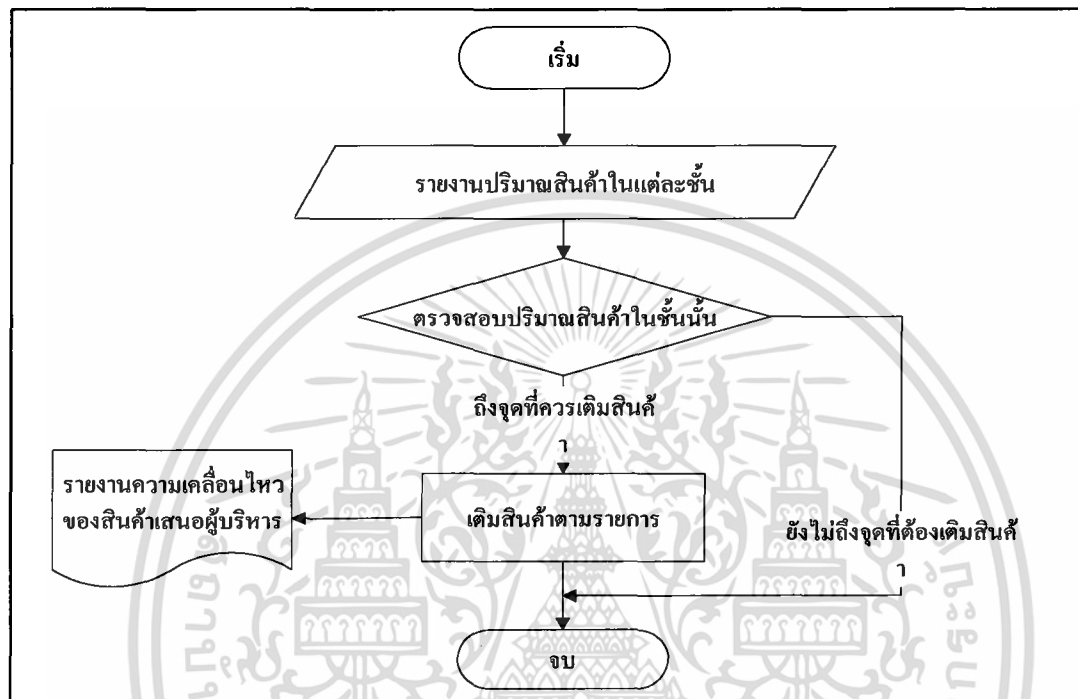 เริ่ม
รายงานปริมาณสินค้าในแต่ละชั้น
ตรวจสอบปริมาณสินค้าในชั้นนั้น
ถึงจุดที่ควรเติมสินค้
า
รายงานความเคลื่อนไหว
ของสินค้าเสนอผู้บริหาร
เติมสินค้าตามรายการ
ยังไม่ถึงจุดที่ต้องเติมสินค้
า
จบ